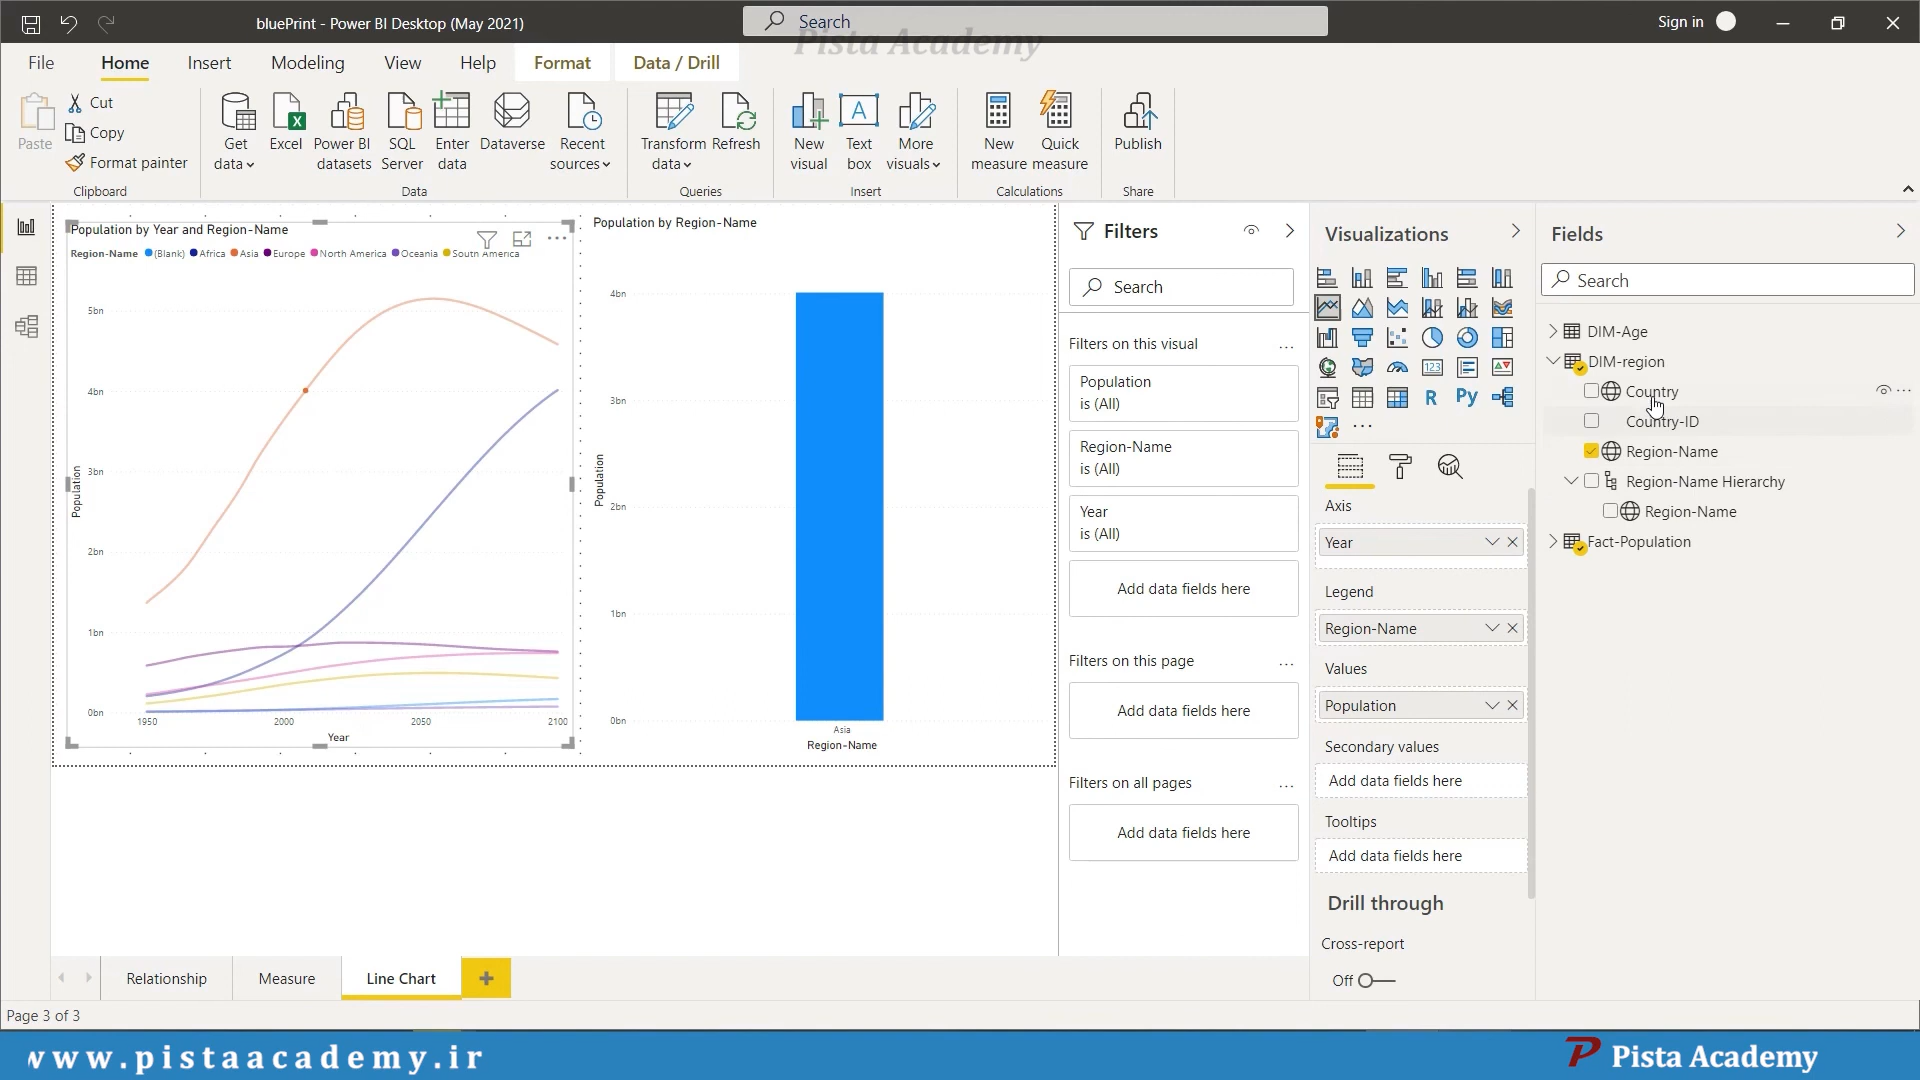 bluePrint - Power BI Desktop (May 2021)
Search
Sign in
Pista Academy
File
Home
Insert
Modeling
View
Help
Format
Data / Drill
Paste
Cut
Copy
Format painter
Clipboard
Get data
Excel
Power BI datasets
SQL Server
Enter data
Dataverse
Recent sources
Data
Transform data
Refresh
Queries
New visual
Text box
More visuals
Insert
New measure
Quick measure
Calculations
Publish
Share
Population by Year and Region-Name
Region-Name (Blank) Africa Asia Europe North America Oceania South America
5bn
4bn
3bn
2bn
1bn
0bn
Population
1950
2000
2050
2100
Year
Population by Region-Name
4bn
3bn
2bn
1bn
0bn
Population
Asia
Region-Name
Filters
Search
Filters on this visual
Population
is (All)
Region-Name
is (All)
Year
is (All)
Add data fields here
Filters on this page
Add data fields here
Filters on all pages
Add data fields here
Visualizations
123
R
Py
Axis
Year
Legend
Region-Name
Values
Population
Secondary values
Add data fields here
Tooltips
Add data fields here
Drill through
Cross-report
Off
Fields
Search
DIM-Age
DIM-region
Country
Country-ID
Region-Name
Region-Name Hierarchy
Region-Name
Fact-Population
Relationship
Measure
Line Chart
Page 3 of 3
www.pistaacademy.ir
P Pista Academy